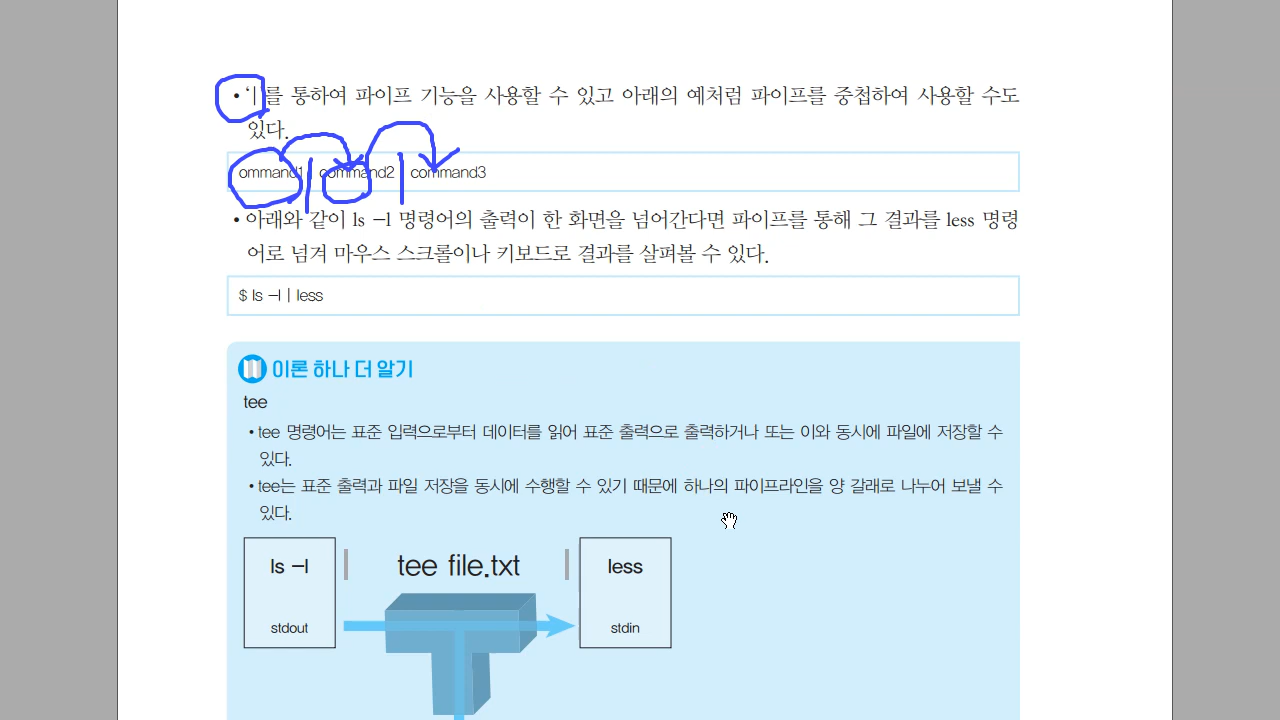 • '|'를 통하여 파이프 기능을 사용할 수 있고 아래의 예처럼 파이프를 중첩하여 사용할 수도
있다.
ommand1 | command2 | command3
• 아래와 같이 ls –l 명령어의 출력이 한 화면을 넘어간다면 파이프를 통해 그 결과를 less 명령
어로 넘겨 마우스 스크롤이나 키보드로 결과를 살펴볼 수 있다.
$ ls –l | less
이론 하나 더 알기
tee
• tee 명령어는 표준 입력으로부터 데이터를 읽어 표준 출력으로 출력하거나 또는 이와 동시에 파일에 저장할 수
있다.
• tee는 표준 출력과 파일 저장을 동시에 수행할 수 있기 때문에 하나의 파이프라인을 양 갈래로 나누어 보낼 수
있다.
ls –l | tee file.txt | less
stdout stdin